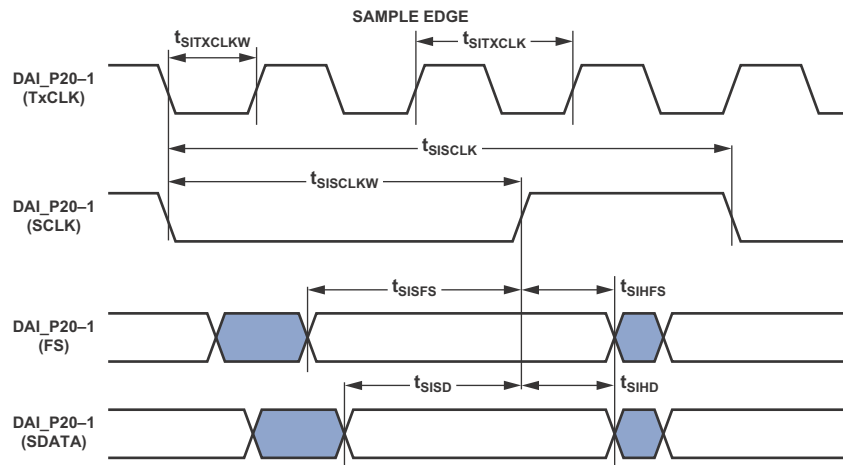 SAMPLE EDGE
tSITXCLKW
tSITXCLK
DAI_P20–1
(TxCLK)
tSISCLK
tSISCLKW
DAI_P20–1
(SCLK)
tSISFS
tSIHFS
DAI_P20–1
(FS)
tSISD
tSIHD
DAI_P20–1
(SDATA)